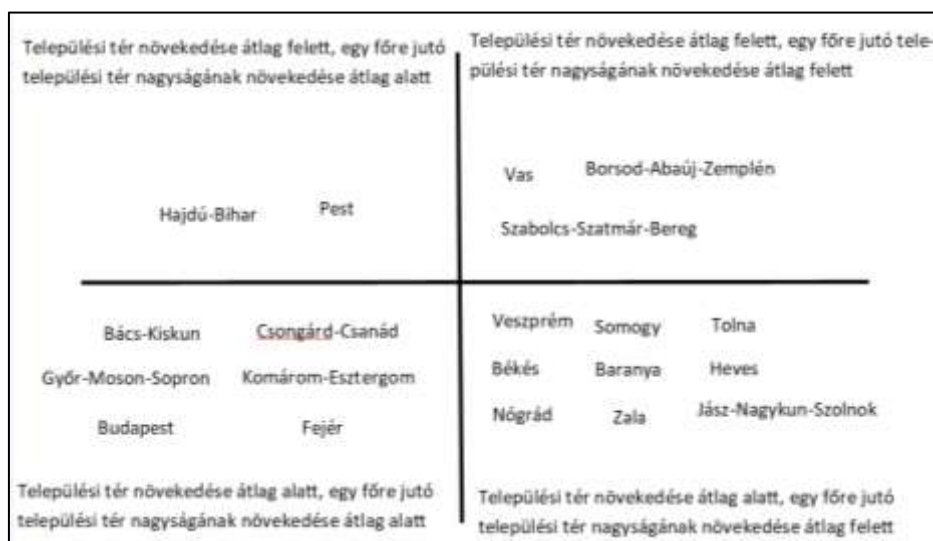 Települési tér növekedése átlag felett, egy főre jutó
települési tér nagyságának növekedése átlag alatt
Települési tér növekedése átlag felett, egy főre jutó tele-
pülési tér nagyságának növekedése átlag felett
Hajdú-Bihar Pest
Vas Borsod-Abaúj-Zemplén
Szabolcs-Szatmár-Bereg
Bács-Kiskun Csongárd-Csanád
Győr-Moson-Sopron Komárom-Esztergom
Budapest Fejér
Veszprém Somogy Tolna
Békés Baranya Heves
Nógrád Zala Jász-Nagykun-Szolnok
Települési tér növekedése átlag alatt, egy főre jutó
települési tér nagyságának növekedése átlag alatt
Települési tér növekedése átlag alatt, egy főre jutó
települési tér nagyságának növekedése átlag felett